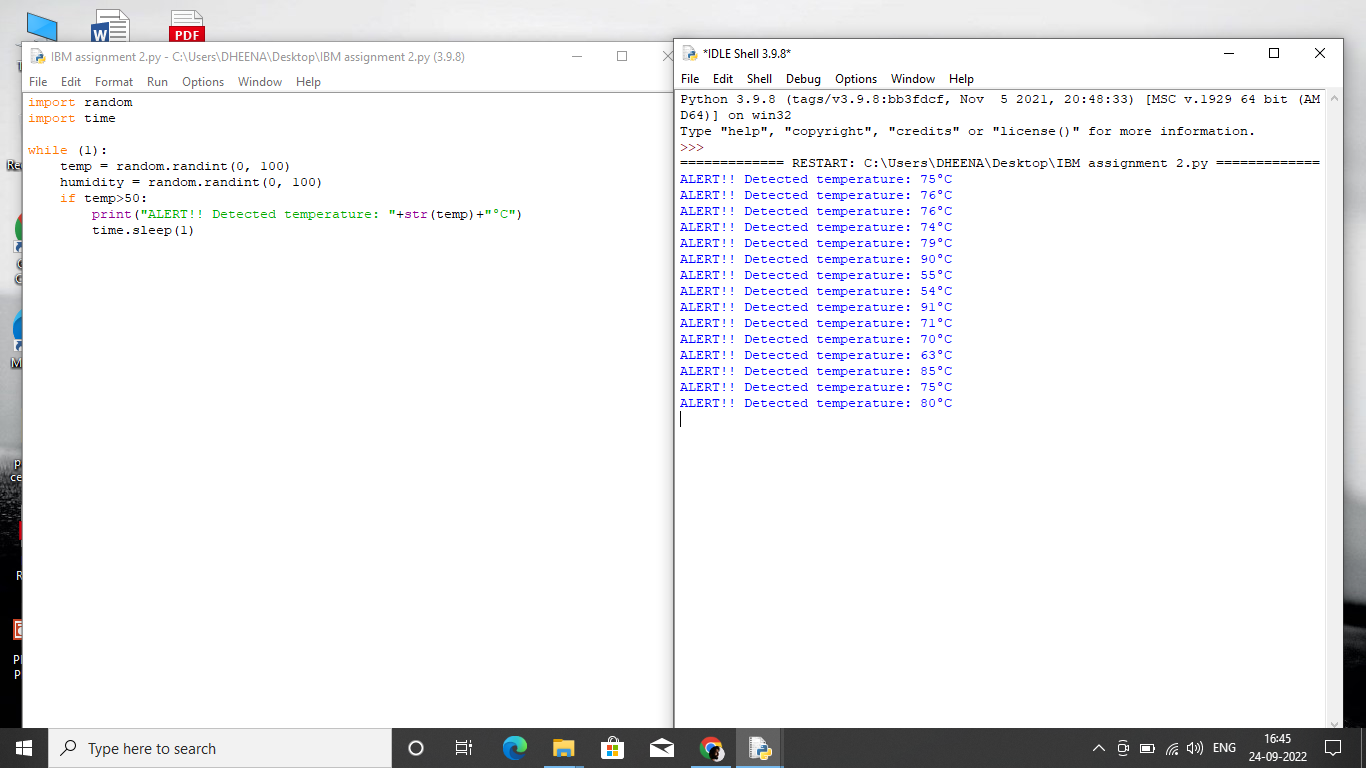 PDF
IBM assignment 2.py - C:\Users\DHEENA\Desktop\IBM assignment 2.py (3.9.8)
File Edit Format Run Options Window Help
import random
import time
while (1):
    temp = random.randint(0, 100)
    humidity = random.randint(0, 100)
    if temp>50:
        print("ALERT!! Detected temperature: "+str(temp)+"°C")
        time.sleep(1)
*IDLE Shell 3.9.8*
File Edit Shell Debug Options Window Help
Python 3.9.8 (tags/v3.9.8:bb3fdcf, Nov  5 2021, 20:48:33) [MSC v.1929 64 bit (AM
D64)] on win32
Type "help", "copyright", "credits" or "license()" for more information.
>>>
============= RESTART: C:\Users\DHEENA\Desktop\IBM assignment 2.py =============
ALERT!! Detected temperature: 75°C
ALERT!! Detected temperature: 76°C
ALERT!! Detected temperature: 76°C
ALERT!! Detected temperature: 74°C
ALERT!! Detected temperature: 79°C
ALERT!! Detected temperature: 90°C
ALERT!! Detected temperature: 55°C
ALERT!! Detected temperature: 54°C
ALERT!! Detected temperature: 91°C
ALERT!! Detected temperature: 71°C
ALERT!! Detected temperature: 70°C
ALERT!! Detected temperature: 63°C
ALERT!! Detected temperature: 85°C
ALERT!! Detected temperature: 75°C
ALERT!! Detected temperature: 80°C
Type here to search
ENG
16:45
24-09-2022